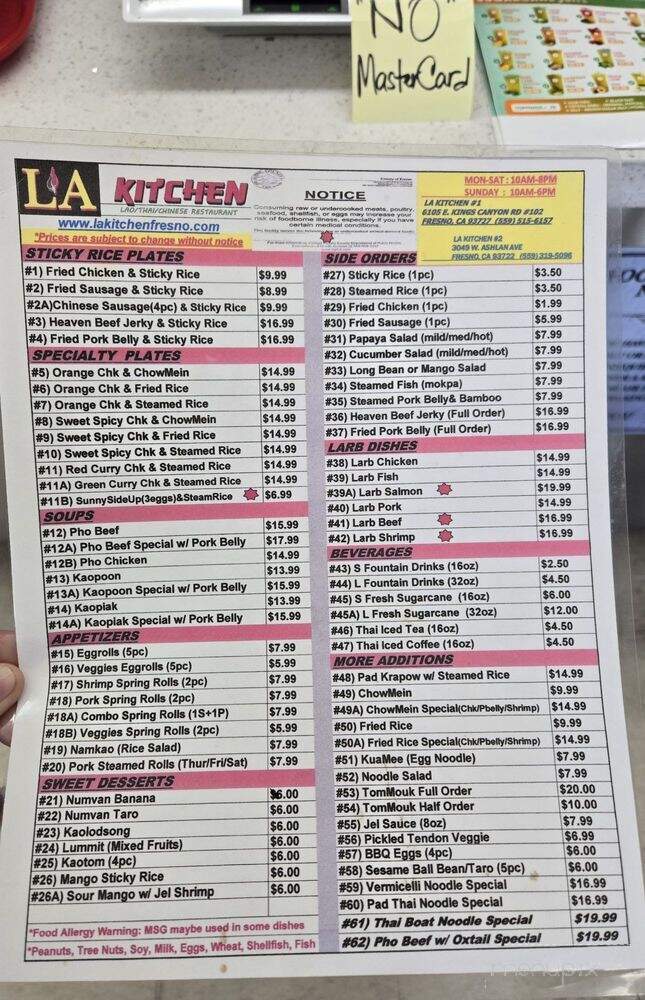 "NO"
MasterCard
LA KITCHEN
LAO/THAI/CHINESE RESTAURANT
www.lakitchenfresno.com
*Prices are subject to change without notice
NOTICE
Consuming raw or undercooked meats, poultry,
seafood, shellfish, or eggs may increase your
risk of foodborne illness, especially if you have
certain medical conditions.
MON-SAT: 10AM-8PM
SUNDAY : 10AM-6PM
LA KITCHEN #1
6105 E. KINGS CANYON RD #102
FRESNO, CA 93727 (559) 515-6157
LA KITCHEN #2
3049 W. ASHLAN AVE
FRESNO, CA 93722 (559) 319-5096
STICKY RICE PLATES
#1) Fried Chicken & Sticky Rice $9.99
#2) Fried Sausage & Sticky Rice $8.99
#2A)Chinese Sausage(4pc) & Sticky Rice $9.99
#3) Heaven Beef Jerky & Sticky Rice $16.99
#4) Fried Pork Belly & Sticky Rice $16.99
SPECIALTY PLATES
#5) Orange Chk & ChowMein $14.99
#6) Orange Chk & Fried Rice $14.99
#7) Orange Chk & Steamed Rice $14.99
#8) Sweet Spicy Chk & ChowMein $14.99
#9) Sweet Spicy Chk & Fried Rice $14.99
#10) Sweet Spicy Chk & Steamed Rice $14.99
#11) Red Curry Chk & Steamed Rice $14.99
#11A) Green Curry Chk & Steamed Rice $14.99
#11B) SunnySideUp(3eggs)&SteamRice $6.99
SOUPS
#12) Pho Beef $15.99
#12A) Pho Beef Special w/ Pork Belly $17.99
#12B) Pho Chicken $14.99
#13) Kaopoon $13.99
#13A) Kaopoon Special w/ Pork Belly $15.99
#14) Kaopiak $13.99
#14A) Kaopiak Special w/ Pork Belly $15.99
APPETIZERS
#15) Eggrolls (5pc) $7.99
#16) Veggies Eggrolls (5pc) $5.99
#17) Shrimp Spring Rolls (2pc) $7.99
#18) Pork Spring Rolls (2pc) $7.99
#18A) Combo Spring Rolls (1S+1P) $7.99
#18B) Veggies Spring Rolls (2pc) $5.99
#19) Namkao (Rice Salad) $7.99
#20) Pork Steamed Rolls (Thur/Fri/Sat) $7.99
SWEET DESSERTS
#21) Numvan Banana $6.00
#22) Numvan Taro $6.00
#23) Kaolodsong $6.00
#24) Lummit (Mixed Fruits) $6.00
#25) Kaotom (4pc) $6.00
#26) Mango Sticky Rice $6.00
#26A) Sour Mango w/ Jel Shrimp $6.00
*Food Allergy Warning: MSG maybe used in some dishes
*Peanuts, Tree Nuts, Soy, Milk, Eggs, Wheat, Shellfish, Fish
SIDE ORDERS
#27) Sticky Rice (1pc) $3.50
#28) Steamed Rice (1pc) $3.50
#29) Fried Chicken (1pc) $1.99
#30) Fried Sausage (1pc) $5.99
#31) Papaya Salad (mild/med/hot) $7.99
#32) Cucumber Salad (mild/med/hot) $7.99
#33) Long Bean or Mango Salad $7.99
#34) Steamed Fish (mokpa) $7.99
#35) Steamed Pork Belly& Bamboo $7.99
#36) Heaven Beef Jerky (Full Order) $16.99
#37) Fried Pork Belly (Full Order) $16.99
LARB DISHES
#38) Larb Chicken $14.99
#39) Larb Fish $14.99
#39A) Larb Salmon $19.99
#40) Larb Pork $14.99
#41) Larb Beef $16.99
#42) Larb Shrimp $16.99
BEVERAGES
#43) S Fountain Drinks (16oz) $2.50
#44) L Fountain Drinks (32oz) $4.50
#45) S Fresh Sugarcane (16oz) $6.00
#45A) L Fresh Sugarcane (32oz) $12.00
#46) Thai Iced Tea (16oz) $4.50
#47) Thai Iced Coffee (16oz) $4.50
MORE ADDITIONS
#48) Pad Krapow w/ Steamed Rice $14.99
#49) ChowMein $9.99
#49A) ChowMein Special(Chk/Pbelly/Shrimp) $14.99
#50) Fried Rice $9.99
#50A) Fried Rice Special(Chk/Pbelly/Shrimp) $14.99
#51) KuaMee (Egg Noodle) $7.99
#52) Noodle Salad $7.99
#53) TomMouk Full Order $20.00
#54) TomMouk Half Order $10.00
#55) Jel Sauce (8oz) $7.99
#56) Pickled Tendon Veggie $6.99
#57) BBQ Eggs (4pc) $6.00
#58) Sesame Ball Bean/Taro (5pc) $6.00
#59) Vermicelli Noodle Special $16.99
#60) Pad Thai Noodle Special $16.99
#61) Thai Boat Noodle Special $19.99
#62) Pho Beef w/ Oxtail Special $19.99